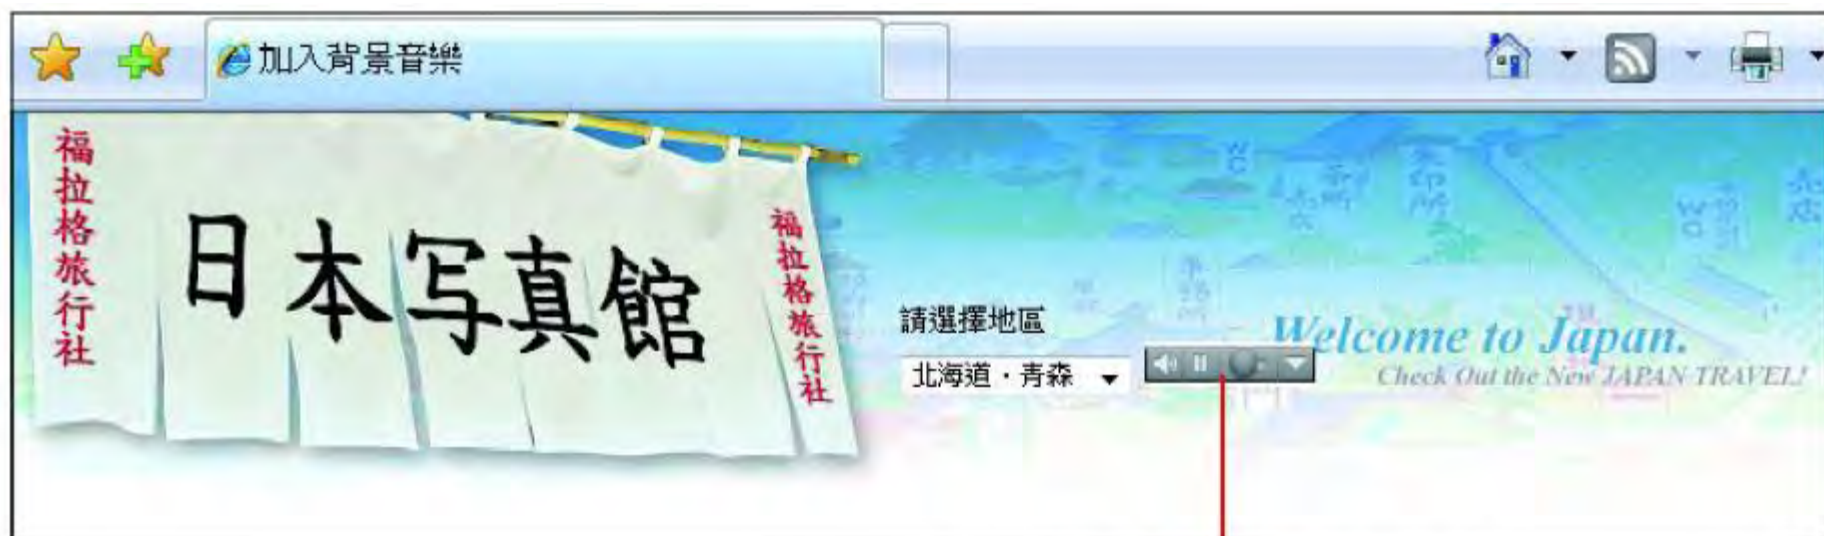 加入背景音樂
福拉格旅行社
日本写真館
福拉格旅行社
請選擇地區
北海道・青森
Welcome to Japan.
Check Out the New JAPAN TRAVEL!
WC